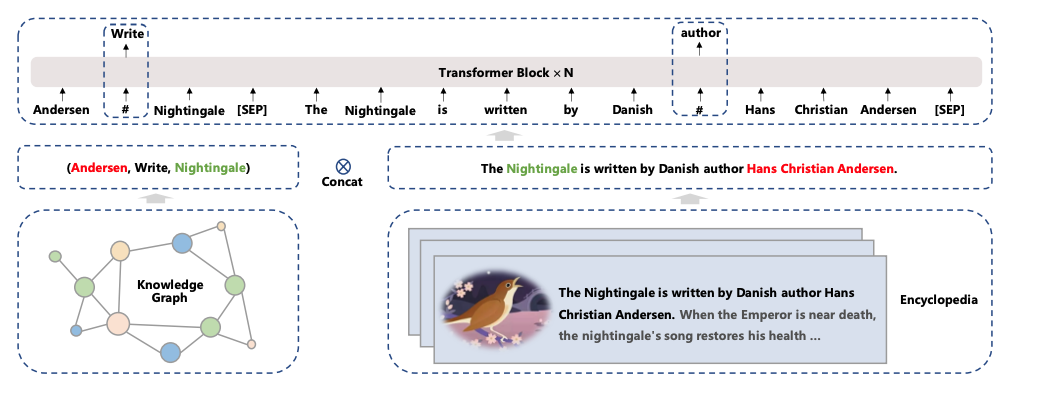 Write author
Transformer Block × N
Andersen # Nightingale [SEP] The Nightingale is written by Danish # Hans Christian Andersen [SEP]
(Andersen, Write, Nightingale)
Concat
The Nightingale is written by Danish author Hans Christian Andersen.
Knowledge
Graph
The Nightingale is written by Danish author Hans
Christian Andersen. When the Emperor is near death,
the nightingale's song restores his health ...
Encyclopedia